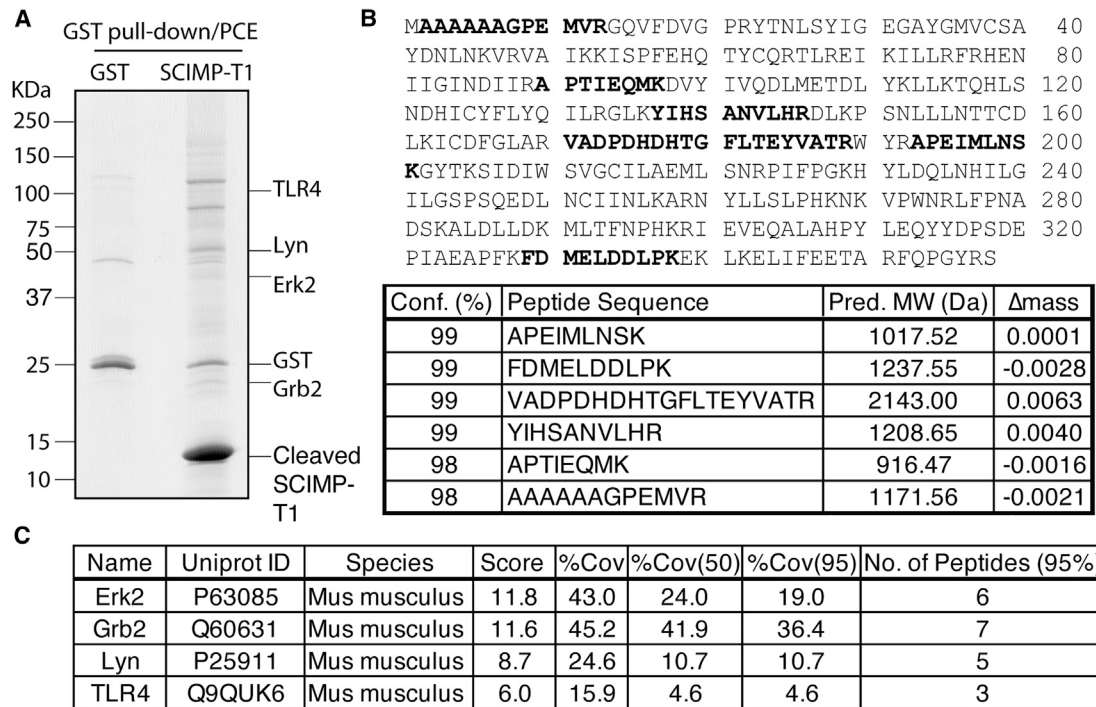 A
GST pull-down/PCE
GST SCIMP-T1
KDa
250
150
100
75
50
37
25
15
10
TLR4
Lyn
Erk2
GST
Grb2
Cleaved
SCIMP-
T1
B
MAAAAAAGPE MVRGQVFDVG PRYTNLSYIG EGAYGMVCSA 40
YDNLNKVRVA IKKISPFEHQ TYCQRTLREI KILLRFRHEN 80
IIGINDIIRA PTIEQMKDVY IVQDLMETDL YKLLKTQHLS 120
NDHICYFLYQ ILRGLKYIHS ANVLHRDLKP SNLLLNTTCD 160
LKICDFGLAR VADPDHDHTG FLTEYVATRW YRAPEIMLNS 200
KGYTKSIDIW SVGCILAEML SNRPIFPGKH YLDQLNHILG 240
ILGSPSQEDL NCIINLKARN YLLSLPHKNK VPWNRLFPNA 280
DSKALDLLDK MLTFNPHKRI EVEQALAHPY LEQYYDPSDE 320
PIAEAPFKFD MELDDLPKEK LKELIFEETA RFQPGYRS
Conf. (%) Peptide Sequence Pred. MW (Da) Δmass
99 APEIMLNSK 1017.52 0.0001
99 FDMELDDLPK 1237.55 -0.0028
99 VADPDHDHTGFLTEYVATR 2143.00 0.0063
99 YIHSANVLHR 1208.65 0.0040
98 APTIEQMK 916.47 -0.0016
98 AAAAAAGPEMVR 1171.56 -0.0021
C
Name Uniprot ID Species Score %Cov %Cov(50) %Cov(95) No. of Peptides (95%)
Erk2 P63085 Mus musculus 11.8 43.0 24.0 19.0 6
Grb2 Q60631 Mus musculus 11.6 45.2 41.9 36.4 7
Lyn P25911 Mus musculus 8.7 24.6 10.7 10.7 5
TLR4 Q9QUK6 Mus musculus 6.0 15.9 4.6 4.6 3